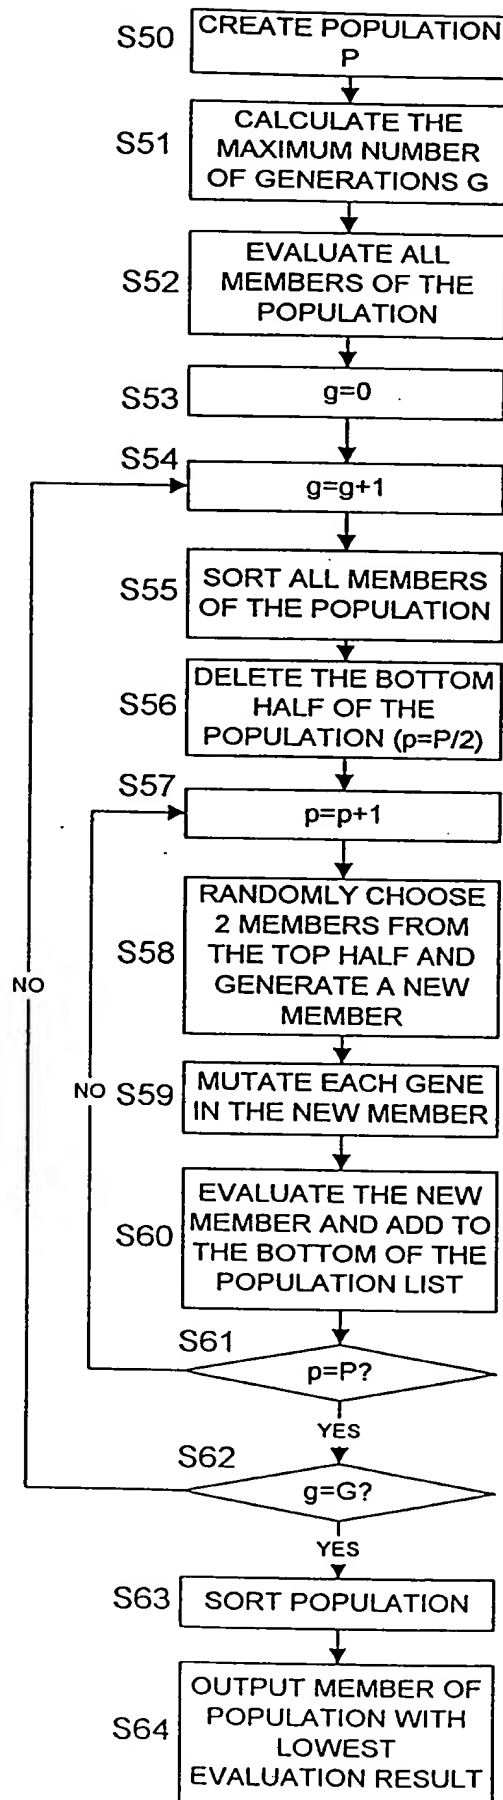 S50
CREATE POPULATION
P
S51
CALCULATE THE
MAXIMUM NUMBER
OF GENERATIONS G
S52
EVALUATE ALL
MEMBERS OF THE
POPULATION
S53
g=0
S54
g=g+1
S55
SORT ALL MEMBERS
OF THE POPULATION
S56
DELETE THE BOTTOM
HALF OF THE
POPULATION (p=P/2)
S57
p=p+1
S58
RANDOMLY CHOOSE
2 MEMBERS FROM
THE TOP HALF AND
GENERATE A NEW
MEMBER
NO
NO
S59
MUTATE EACH GENE
IN THE NEW MEMBER
S60
EVALUATE THE NEW
MEMBER AND ADD TO
THE BOTTOM OF THE
POPULATION LIST
S61
p=P?
YES
S62
g=G?
YES
S63
SORT POPULATION
S64
OUTPUT MEMBER OF
POPULATION WITH
LOWEST
EVALUATION RESULT